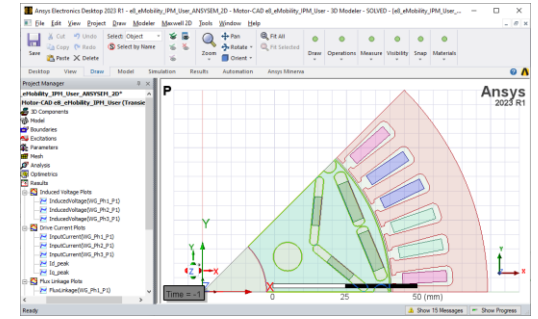 Ansys Electronics Desktop 2023 R1 - Motor-CAD e8_eMobility_IPM_User_ANSYSEM_2D - 3D Modeler - SOLVED - [e8_eMobility_IPM_User_...
File Edit View Project Draw Modeler Maxwell 2D Tools Window Help
Save
Cut Undo
Copy Redo
Paste Delete
Select: Object
Select by Name
Zoom
Pan
Rotate
Orient
Fit All
Fit Selected
Draw Operations Measure Visibility Snap Materials
Desktop View Draw Model Simulation Results Automation Ansys Minerva
Project Manager
_eMobility_IPM_User_ANSYSEM_2D*
Motor-CAD e8_eMobility_IPM_User (Transie
3D Components
Model
Boundaries
Excitations
Parameters
Mesh
Analysis
Optimetrics
Results
Induced Voltage Plots
InducedVoltage(WG_Ph1_P1)
InducedVoltage(WG_Ph2_P1)
InducedVoltage(WG_Ph3_P1)
Drive Current Plots
InputCurrent(WG_Ph1_P1)
InputCurrent(WG_Ph2_P1)
InputCurrent(WG_Ph3_P1)
Id_peak
Iq_peak
Flux Linkage Plots
FluxLinkage(WG_Ph1_P1)
P
Ansys
2023 R1
Y
Z X
X
Y
X
Time = -1
0 25 50 (mm)
Ready
Show 15 Messages Show Progress